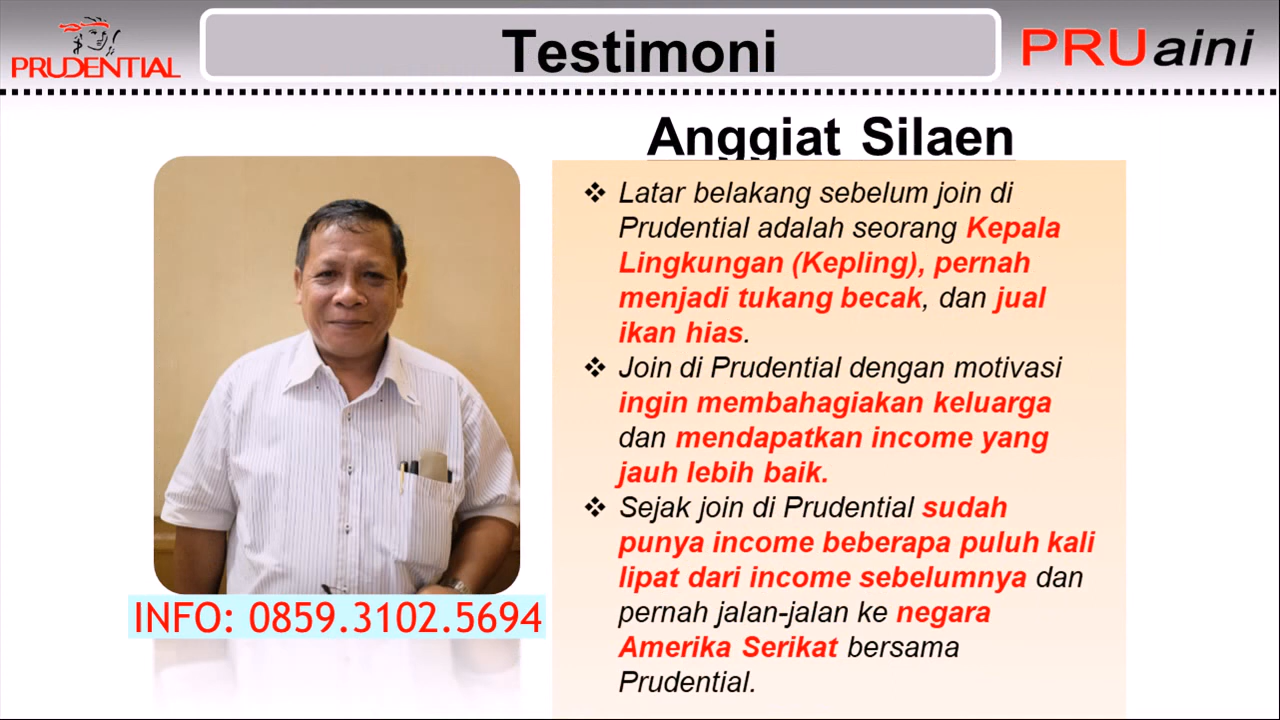 PRUDENTIAL
Testimoni
PRUaini
Anggiat Silaen
❖ Latar belakang sebelum join di
Prudential adalah seorang Kepala
Lingkungan (Kepling), pernah
menjadi tukang becak, dan jual
ikan hias.
❖ Join di Prudential dengan motivasi
ingin membahagiakan keluarga
dan mendapatkan income yang
jauh lebih baik.
❖ Sejak join di Prudential sudah
punya income beberapa puluh kali
lipat dari income sebelumnya dan
pernah jalan-jalan ke negara
Amerika Serikat bersama
Prudential.
INFO: 0859.3102.5694